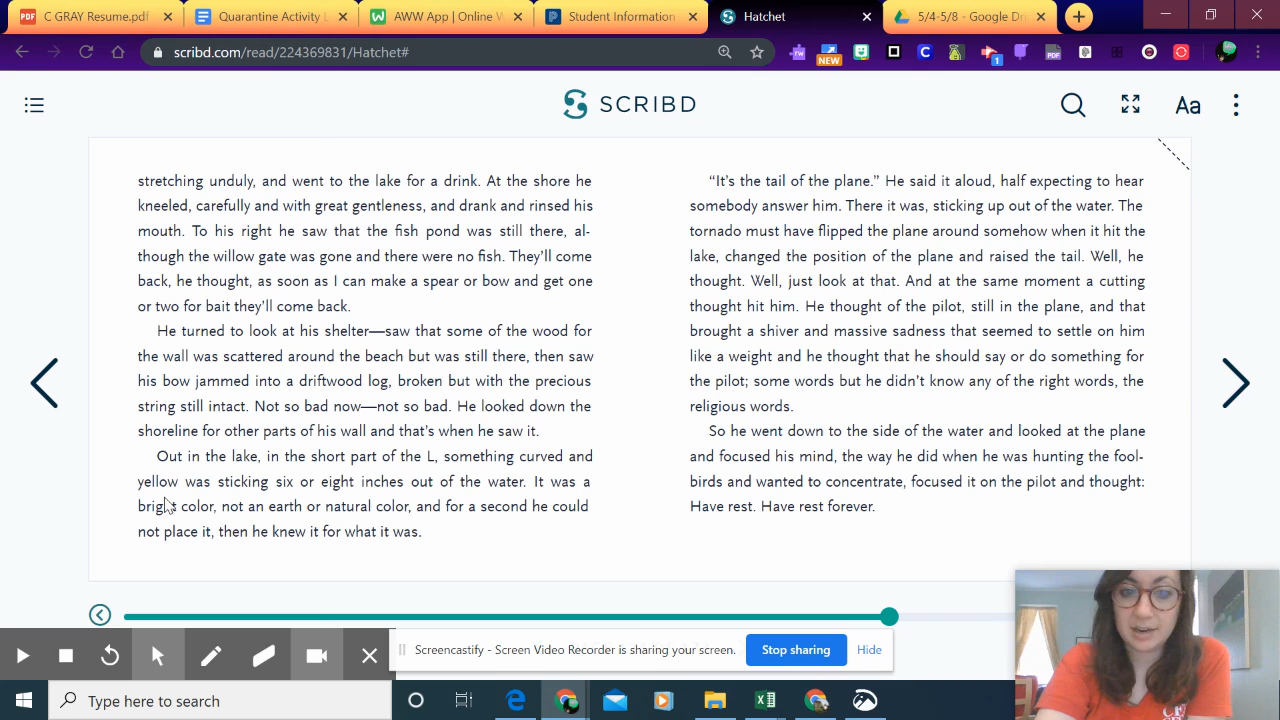 C GRAY Resume.pdf
Quarantine Activity L
AWW App | Online V
Student Information
Hatchet
5/4-5/8 - Google Dri
scribd.com/read/224369831/Hatchet#
NEW
1
SCRIBD
Aa
stretching unduly, and went to the lake for a drink. At the shore he
kneeled, carefully and with great gentleness, and drank and rinsed his
mouth. To his right he saw that the fish pond was still there, al-
though the willow gate was gone and there were no fish. They'll come
back, he thought, as soon as I can make a spear or bow and get one
or two for bait they'll come back.
He turned to look at his shelter—saw that some of the wood for
the wall was scattered around the beach but was still there, then saw
his bow jammed into a driftwood log, broken but with the precious
string still intact. Not so bad now—not so bad. He looked down the
shoreline for other parts of his wall and that's when he saw it.
Out in the lake, in the short part of the L, something curved and
yellow was sticking six or eight inches out of the water. It was a
bright color, not an earth or natural color, and for a second he could
not place it, then he knew it for what it was.
“It's the tail of the plane.” He said it aloud, half expecting to hear
somebody answer him. There it was, sticking up out of the water. The
tornado must have flipped the plane around somehow when it hit the
lake, changed the position of the plane and raised the tail. Well, he
thought. Well, just look at that. And at the same moment a cutting
thought hit him. He thought of the pilot, still in the plane, and that
brought a shiver and massive sadness that seemed to settle on him
like a weight and he thought that he should say or do something for
the pilot; some words but he didn't know any of the right words, the
religious words.
So he went down to the side of the water and looked at the plane
and focused his mind, the way he did when he was hunting the fool-
birds and wanted to concentrate, focused it on the pilot and thought:
Have rest. Have rest forever.
Screencastify - Screen Video Recorder is sharing your screen.
Stop sharing
Hide
Type here to search